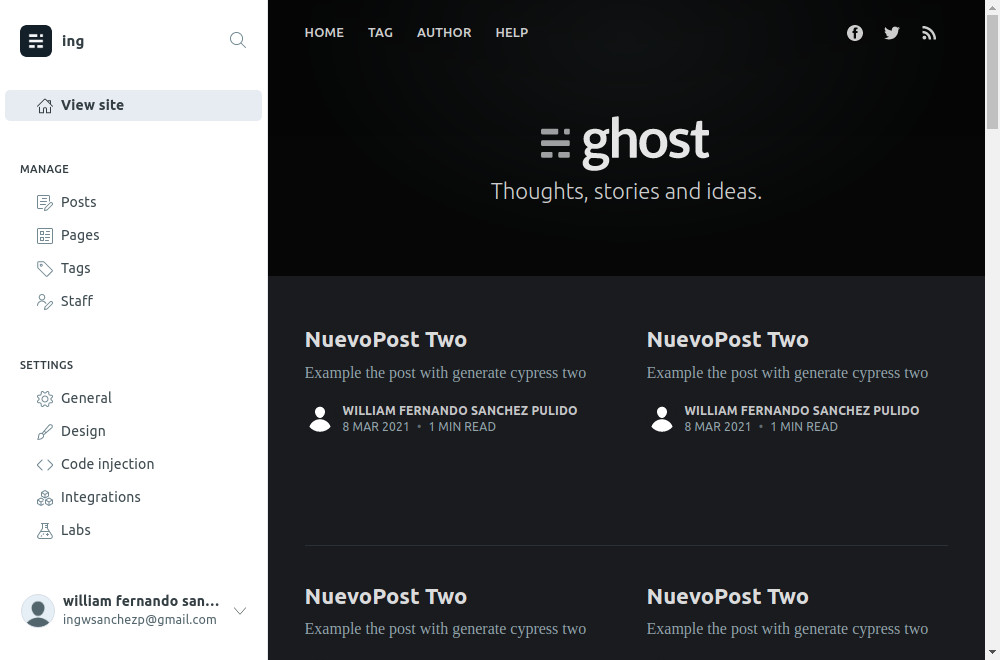 ing
View site
MANAGE
Posts
Pages
Tags
Staff
SETTINGS
General
Design
Code injection
Integrations
Labs
william fernando san...
ingwsanchezp@gmail.com
HOME TAG AUTHOR HELP
ghost
Thoughts, stories and ideas.
NuevoPost Two
Example the post with generate cypress two
WILLIAM FERNANDO SANCHEZ PULIDO
8 MAR 2021 • 1 MIN READ
NuevoPost Two
Example the post with generate cypress two
WILLIAM FERNANDO SANCHEZ PULIDO
8 MAR 2021 • 1 MIN READ
NuevoPost Two
Example the post with generate cypress two
NuevoPost Two
Example the post with generate cypress two